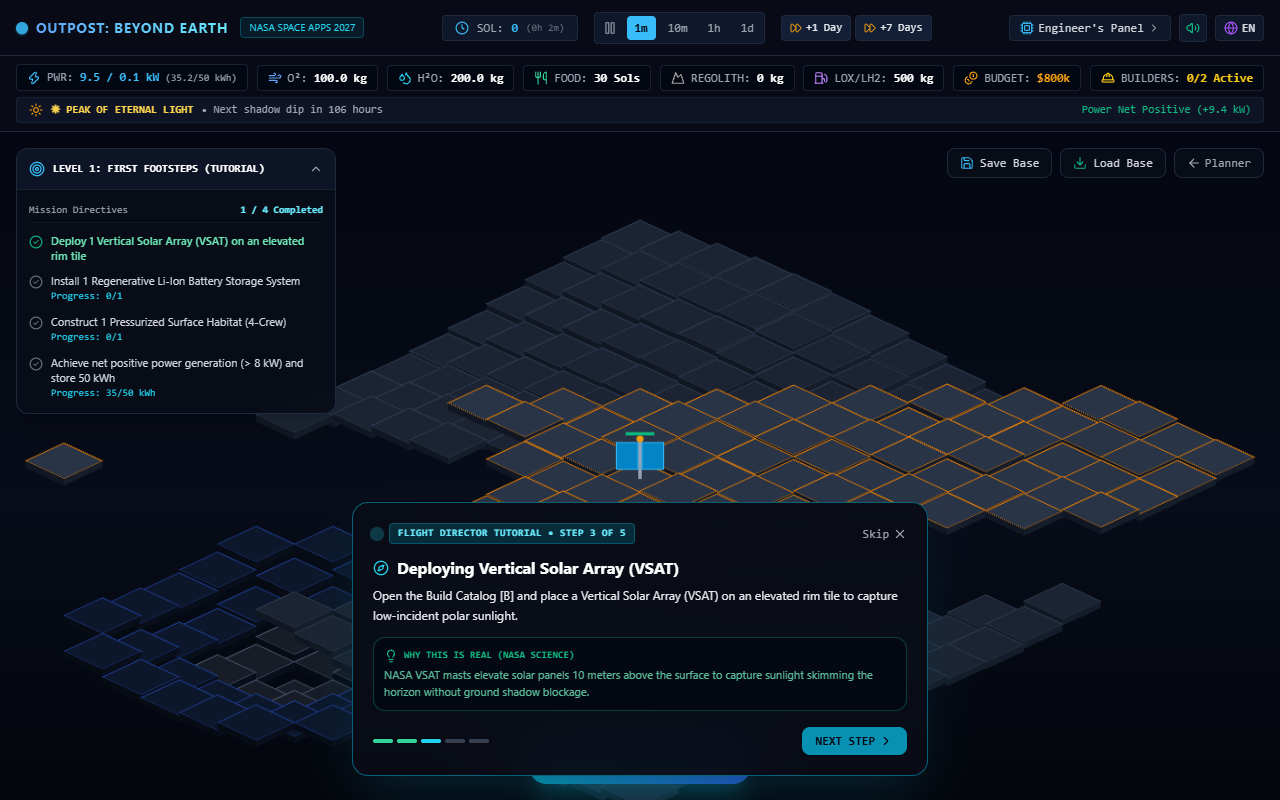 OUTPOST: BEYOND EARTH
NASA SPACE APPS 2027
SOL: 0 (0h 2m)
1m 10m 1h 1d
+1 Day
+7 Days
Engineer's Panel
EN
PWR: 9.5 / 0.1 kW (35.2/50 kWh)
O²: 100.0 kg
H²O: 200.0 kg
FOOD: 30 Sols
REGOLITH: 0 kg
LOX/LH2: 500 kg
BUDGET: $800k
BUILDERS: 0/2 Active
PEAK OF ETERNAL LIGHT • Next shadow dip in 106 hours
Power Net Positive (+9.4 kW)
LEVEL 1: FIRST FOOTSTEPS (TUTORIAL)
Save Base
Load Base
Planner
Mission Directives
1 / 4 Completed
Deploy 1 Vertical Solar Array (VSAT) on an elevated
rim tile
Install 1 Regenerative Li-Ion Battery Storage System
Progress: 0/1
Construct 1 Pressurized Surface Habitat (4-Crew)
Progress: 0/1
Achieve net positive power generation (> 8 kW) and
store 50 kWh
Progress: 35/50 kWh
FLIGHT DIRECTOR TUTORIAL • STEP 3 OF 5
Skip
Deploying Vertical Solar Array (VSAT)
Open the Build Catalog [B] and place a Vertical Solar Array (VSAT) on an elevated rim tile to capture
low-incident polar sunlight.
WHY THIS IS REAL (NASA SCIENCE)
NASA VSAT masts elevate solar panels 10 meters above the surface to capture sunlight skimming the
horizon without ground shadow blockage.
NEXT STEP